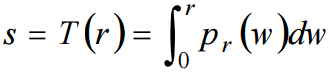 s = T(r) = ∫₀ʳ pᵣ(w)dw